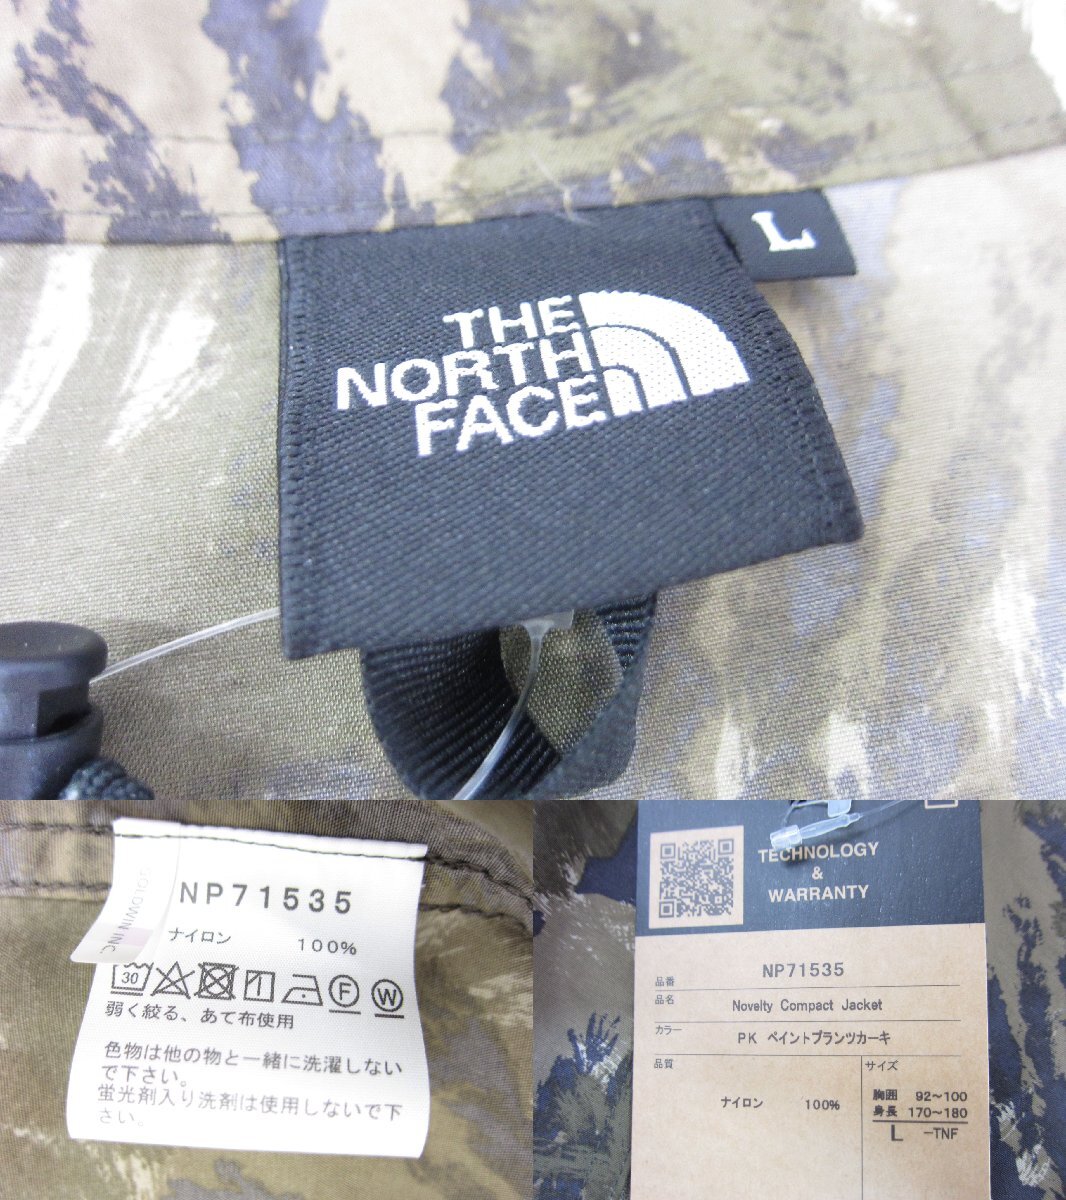 L
THE
NORTH
FACE
GOLDWIN INC.
NP71535
ナイロン 100%
30 F W
弱く絞る、あて布使用
色物は他の物と一緒に洗濯しない
で下さい。
蛍光剤入り洗剤は使用しないで下
さい。
TECHNOLOGY
&
WARRANTY
品番 NP71535
品名 Novelty Compact Jacket
カラー PK ペイントプランツカーキ
品質 サイズ
ナイロン 100%
胸囲 92〜100
身長 170〜180
L -TNF